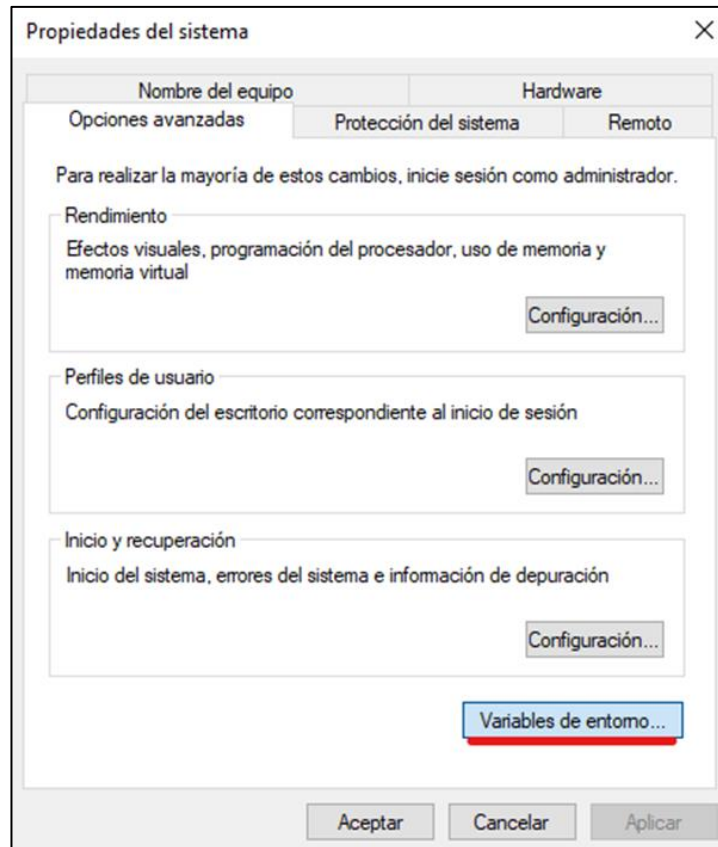 Propiedades del sistema
Nombre del equipo
Hardware
Opciones avanzadas
Protección del sistema
Remoto
Para realizar la mayoría de estos cambios, inicie sesión como administrador.
Rendimiento
Efectos visuales, programación del procesador, uso de memoria y
memoria virtual
Configuración...
Perfiles de usuario
Configuración del escritorio correspondiente al inicio de sesión
Configuración...
Inicio y recuperación
Inicio del sistema, errores del sistema e información de depuración
Configuración...
Variables de entorno...
Aceptar
Cancelar
Aplicar